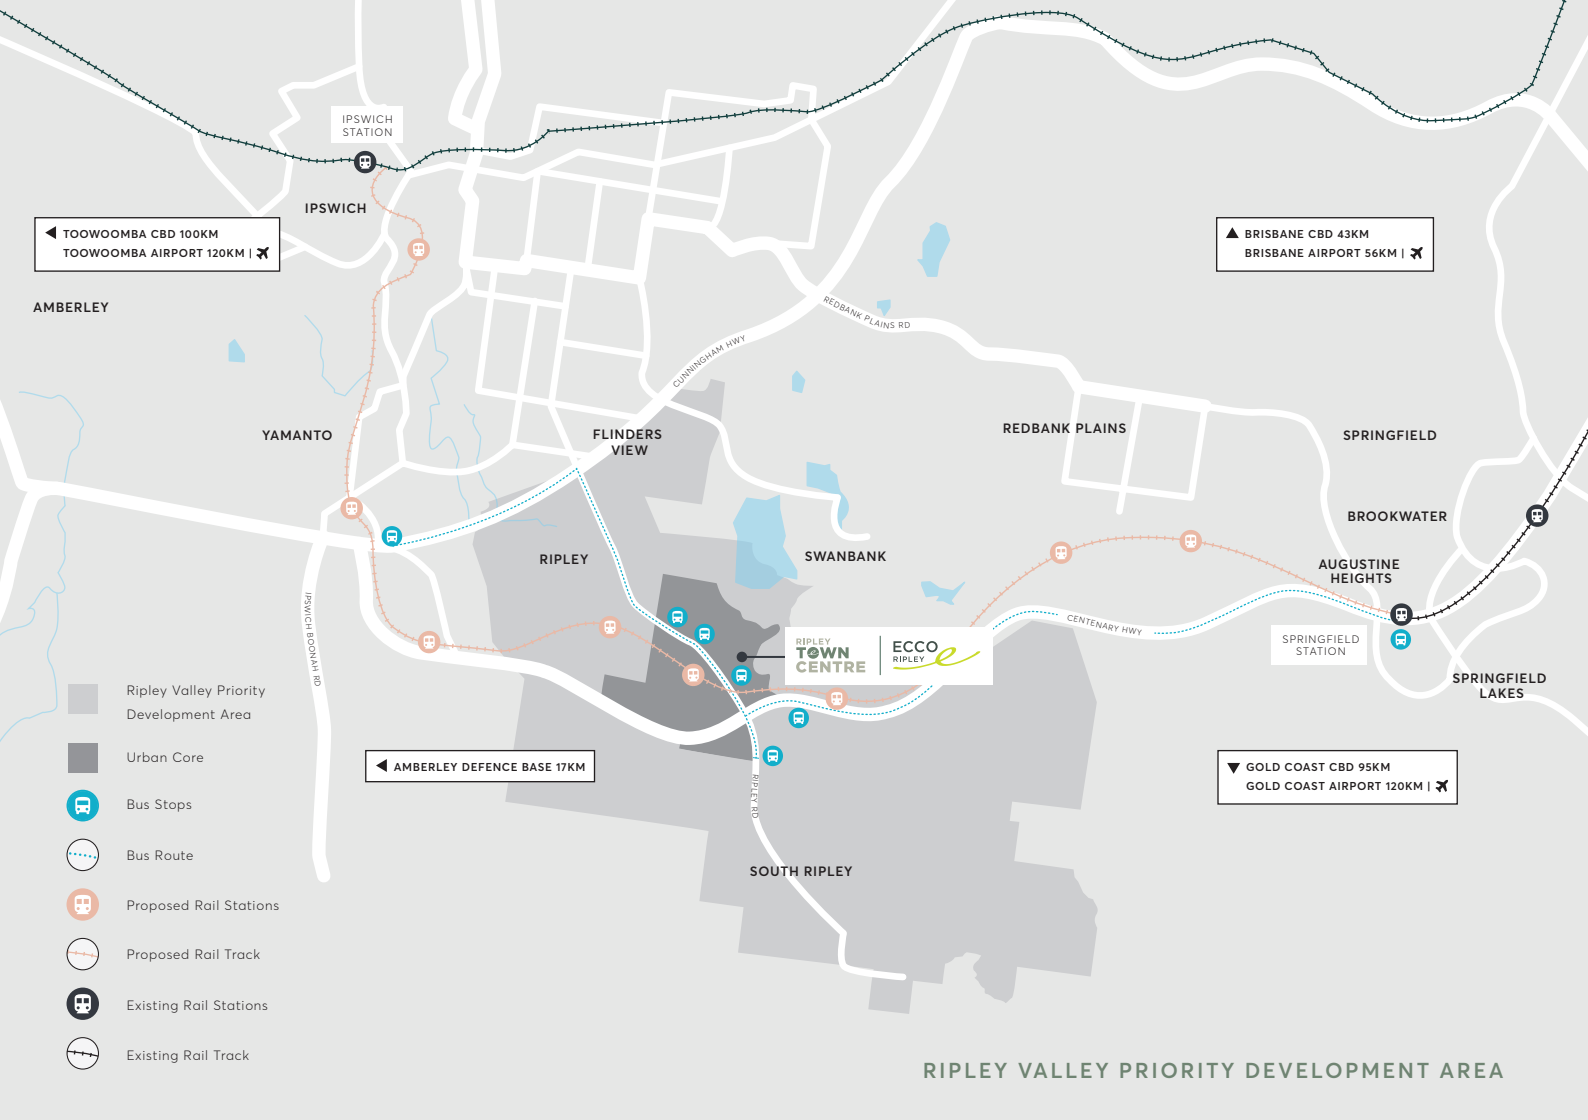 IPSWICH
STATION
IPSWICH
TOOWOOMBA CBD 100KM
TOOWOOMBA AIRPORT 120KM |
BRISBANE CBD 43KM
BRISBANE AIRPORT 56KM |
AMBERLEY
REDBANK PLAINS RD
CUNNINGHAM HWY
YAMANTO
FLINDERS
VIEW
REDBANK PLAINS
SPRINGFIELD
BROOKWATER
RIPLEY
SWANBANK
AUGUSTINE
HEIGHTS
IPSWICH BOONAH RD
CENTENARY HWY
RIPLEY
TOWN
CENTRE
ECCO
RIPLEY
SPRINGFIELD
STATION
SPRINGFIELD
LAKES
Ripley Valley Priority
Development Area
Urban Core
Bus Stops
Bus Route
Proposed Rail Stations
Proposed Rail Track
Existing Rail Stations
Existing Rail Track
AMBERLEY DEFENCE BASE 17KM
RIPLEY RD
GOLD COAST CBD 95KM
GOLD COAST AIRPORT 120KM |
SOUTH RIPLEY
RIPLEY VALLEY PRIORITY DEVELOPMENT AREA